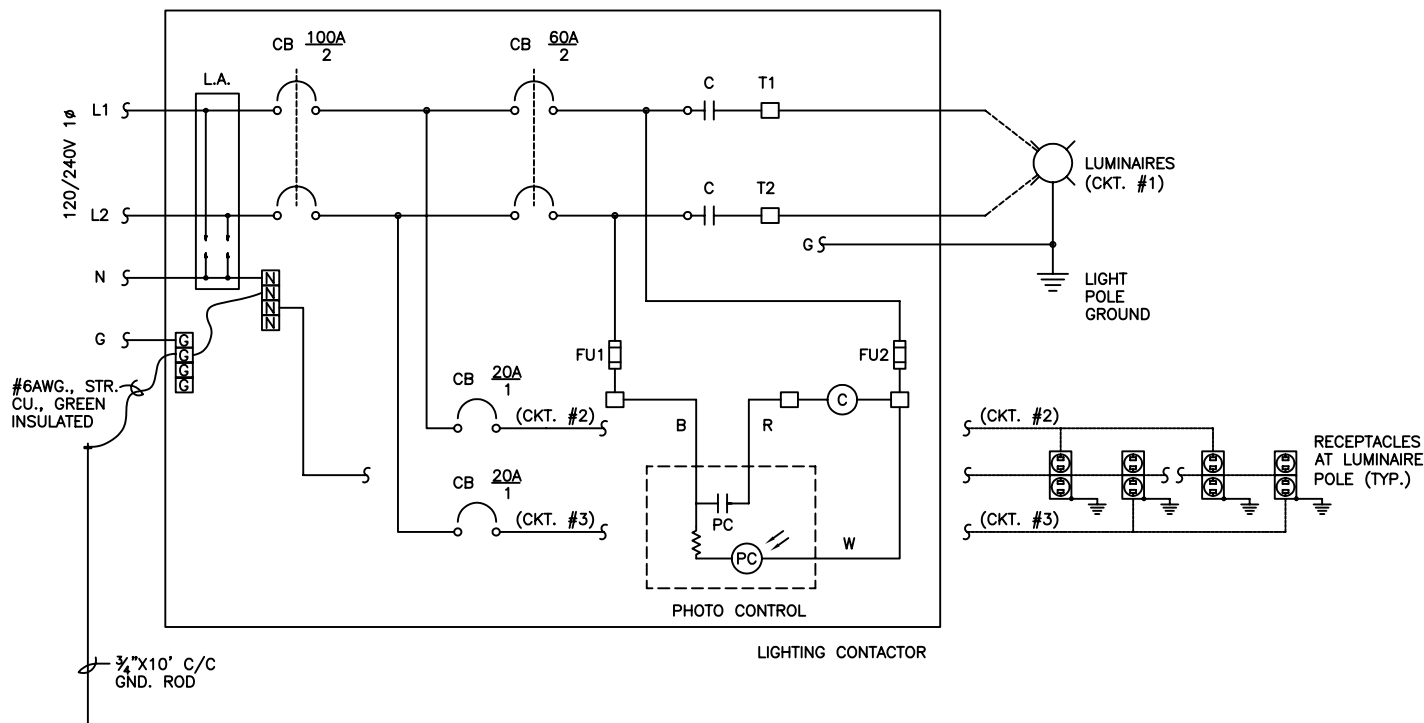 CB 100A
2
CB 60A
2
L.A.
C
T1
L1
120/240V 1ø
LUMINAIRES
(CKT. #1)
C
T2
L2
G
N
N
N
N
N
LIGHT
POLE
GROUND
G
G
G
G
G
FU1
FU2
#6AWG., STR.
CU., GREEN
INSULATED
CB 20A
1
(CKT. #2)
B
R
C
(CKT. #2)
RECEPTACLES
AT LUMINAIRE
POLE (TYP.)
CB 20A
1
(CKT. #3)
PC
(CKT. #3)
PC
W
PHOTO CONTROL
LIGHTING CONTACTOR
¾"X10' C/C
GND. ROD